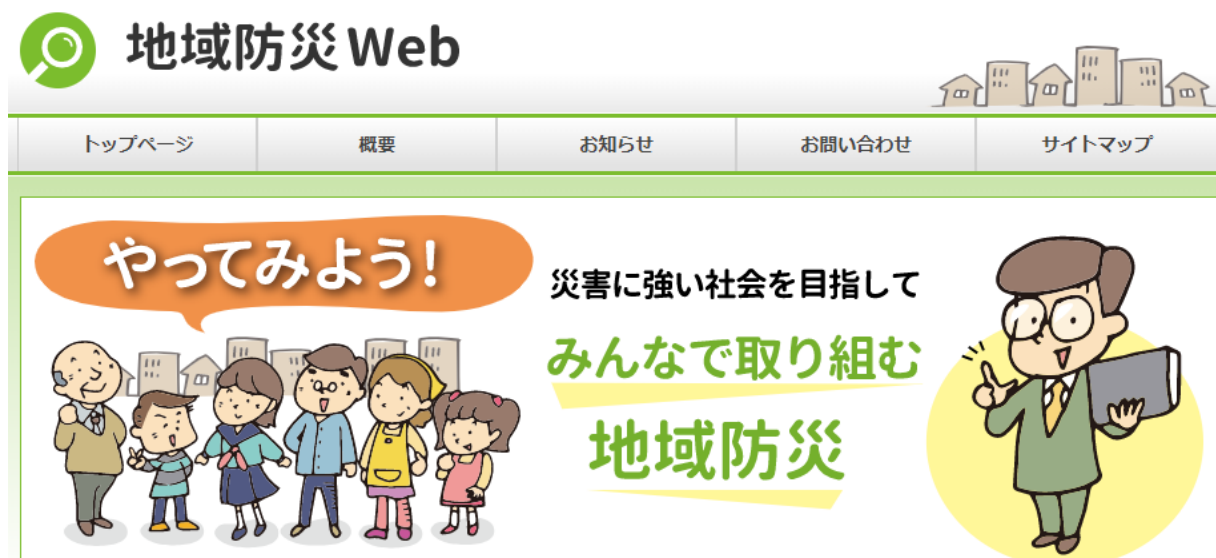 地域防災Web
トップページ
概要
お知らせ
お問い合わせ
サイトマップ
やってみよう!
災害に強い社会を目指して
みんなで取り組む
地域防災